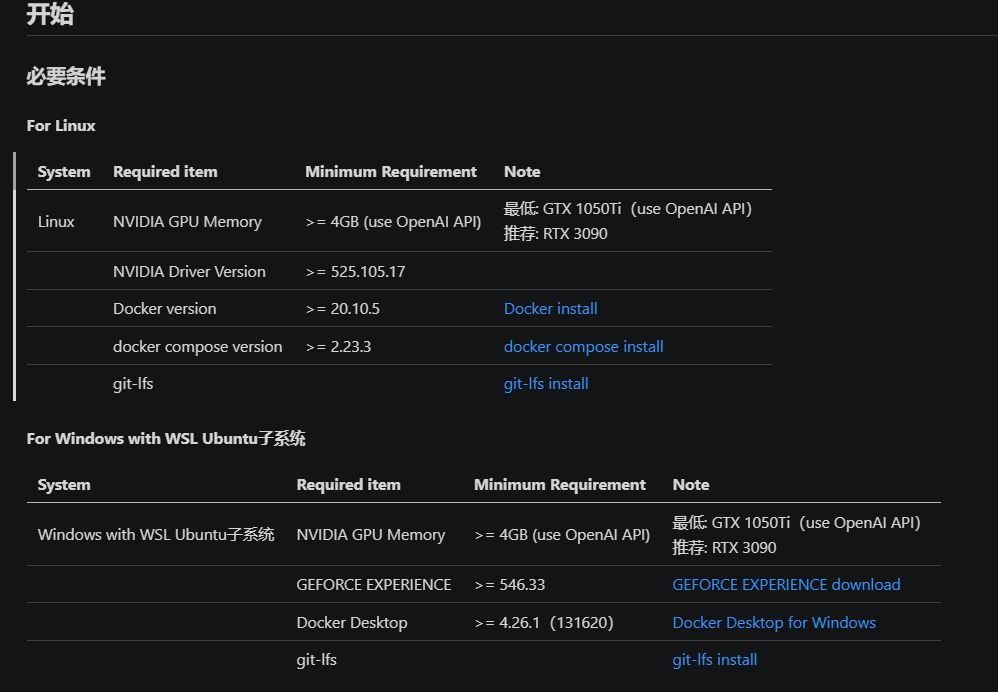 开始
必要条件
For Linux
System Required item Minimum Requirement Note
Linux NVIDIA GPU Memory >= 4GB (use OpenAI API) 最低: GTX 1050Ti（use OpenAI API）
推荐: RTX 3090
NVIDIA Driver Version >= 525.105.17
Docker version >= 20.10.5 Docker install
docker compose version >= 2.23.3 docker compose install
git-lfs git-lfs install
For Windows with WSL Ubuntu子系统
System Required item Minimum Requirement Note
Windows with WSL Ubuntu子系统 NVIDIA GPU Memory >= 4GB (use OpenAI API) 最低: GTX 1050Ti（use OpenAI API）
推荐: RTX 3090
GEFORCE EXPERIENCE >= 546.33 GEFORCE EXPERIENCE download
Docker Desktop >= 4.26.1（131620） Docker Desktop for Windows
git-lfs git-lfs install